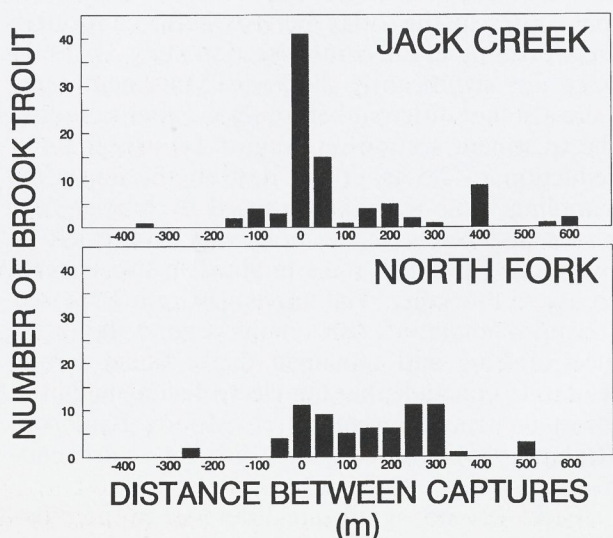 NUMBER OF BROOK TROUT
JACK CREEK
40
30
20
10
0
-400 -300 -200 -100 0 100 200 300 400 500 600
NORTH FORK
40
30
20
10
0
-400 -300 -200 -100 0 100 200 300 400 500 600
DISTANCE BETWEEN CAPTURES
(m)